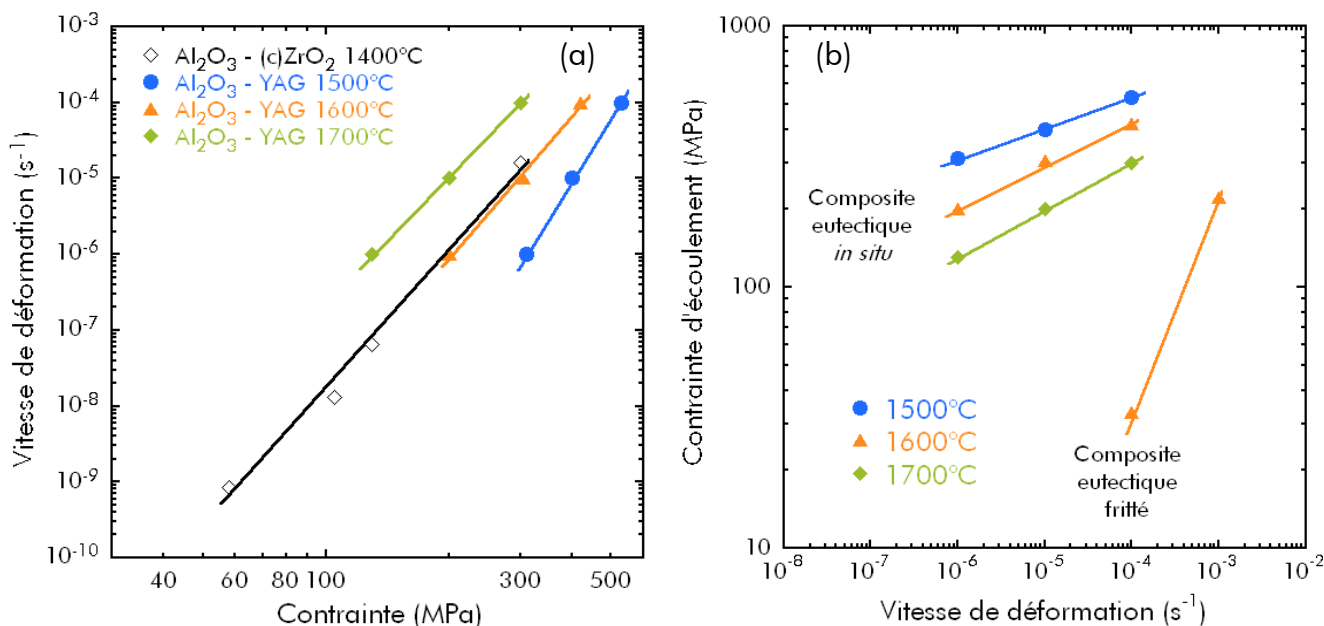 10⁻³
10⁻⁴
10⁻⁵
10⁻⁶
10⁻⁷
10⁻⁸
10⁻⁹
10⁻¹⁰
Vitesse de déformation (s⁻¹)
Al₂O₃ - (c)ZrO₂ 1400°C
Al₂O₃ - YAG 1500°C
Al₂O₃ - YAG 1600°C
Al₂O₃ - YAG 1700°C
(a)
40 60 80 100 300 500
Contrainte (MPa)
1000
100
10
Contrainte d'écoulement (MPa)
(b)
Composite
eutectique
in situ
1500°C
1600°C
1700°C
Composite
eutectique
fritté
10⁻⁸ 10⁻⁷ 10⁻⁶ 10⁻⁵ 10⁻⁴ 10⁻³ 10⁻²
Vitesse de déformation (s⁻¹)